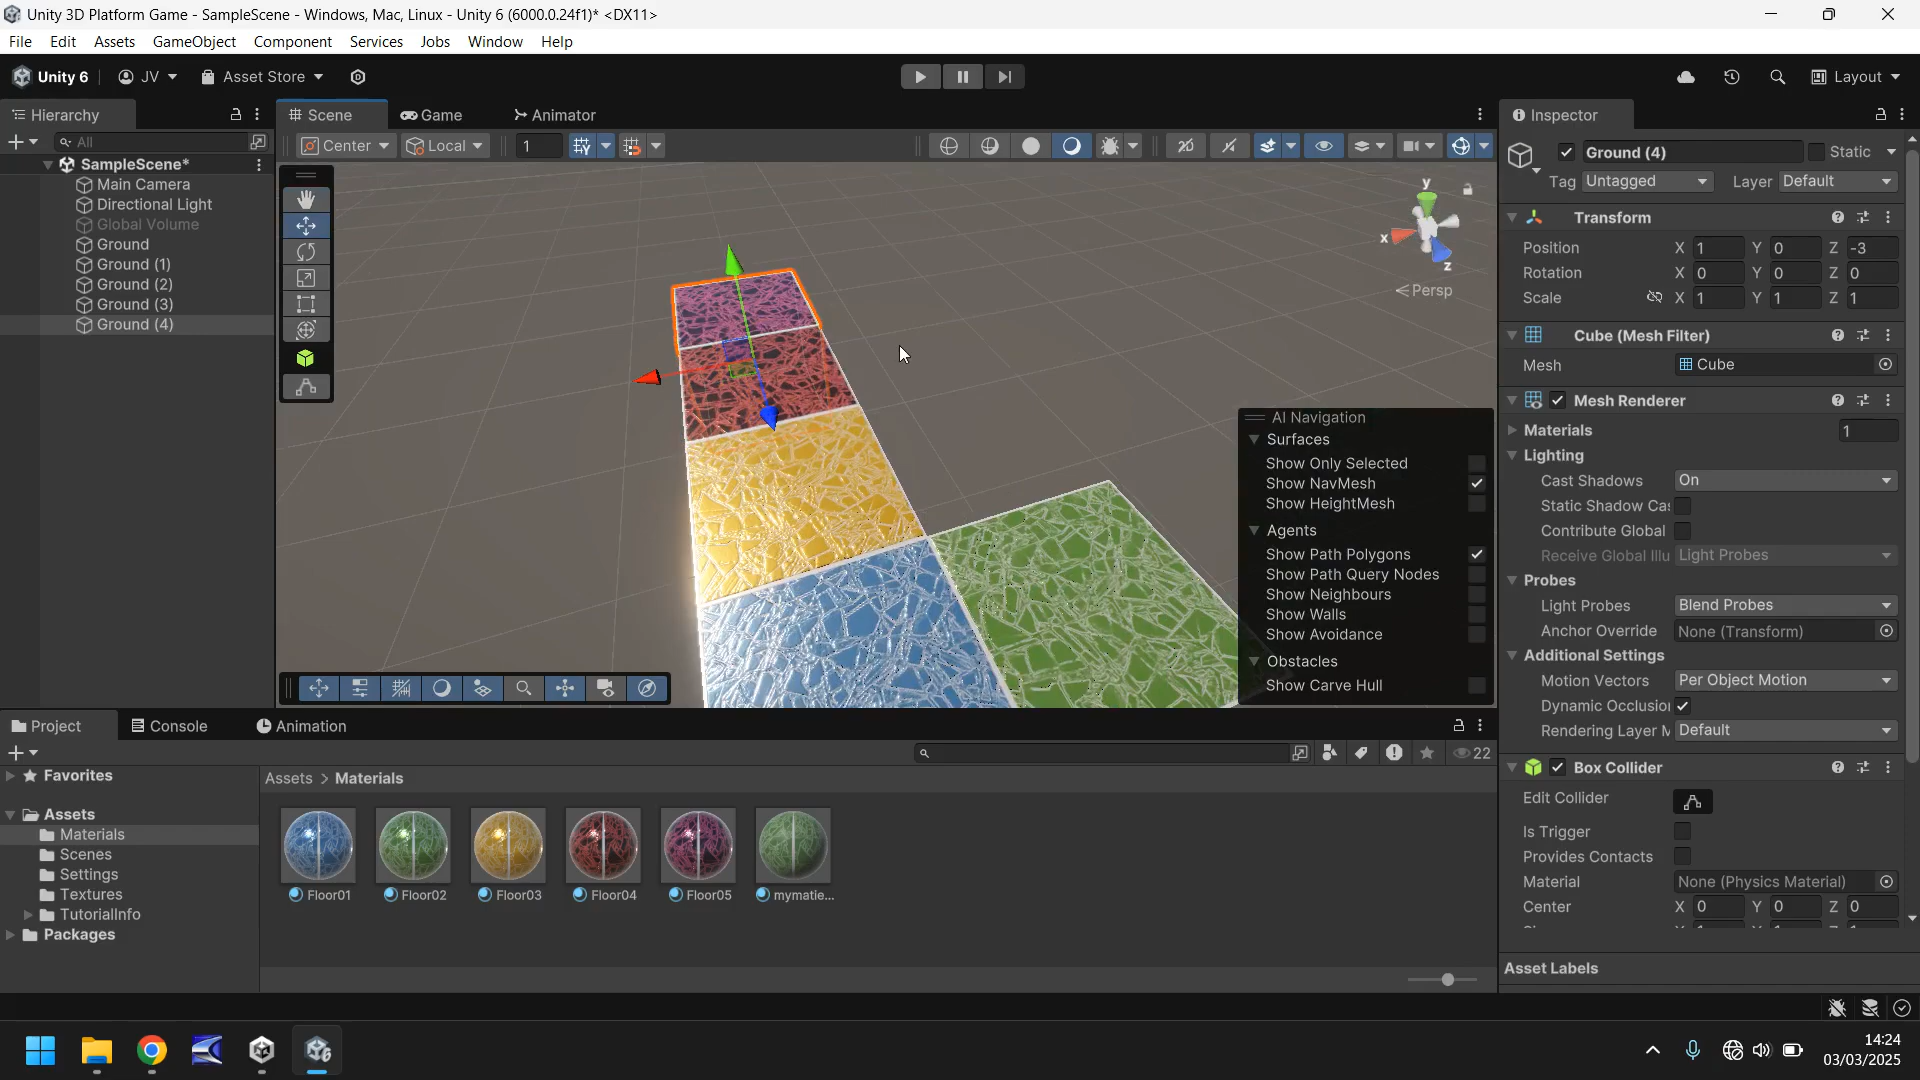 Unity 3D Platform Game - SampleScene - Windows, Mac, Linux - Unity 6 (6000.0.24f1)* <DX11>
File Edit Assets GameObject Component Services Jobs Window Help
Unity 6 JV Asset Store Layout
Hierarchy
All
SampleScene*
Main Camera
Directional Light
Global Volume
Ground
Ground (1)
Ground (2)
Ground (3)
Ground (4)
Scene Game Animator
Center Local 1 2D
y
x
z
Persp
AI Navigation
Surfaces
Show Only Selected
Show NavMesh
Show HeightMesh
Agents
Show Path Polygons
Show Path Query Nodes
Show Neighbours
Show Walls
Show Avoidance
Obstacles
Show Carve Hull
Inspector
Ground (4) Static
Tag Untagged Layer Default
Transform
Position X 1 Y 0 Z -3
Rotation X 0 Y 0 Z 0
Scale X 1 Y 1 Z 1
Cube (Mesh Filter)
Mesh Cube
Mesh Renderer
Materials 1
Lighting
Cast Shadows On
Static Shadow Cas
Contribute Global
Receive Global Illu Light Probes
Probes
Light Probes Blend Probes
Anchor Override None (Transform)
Additional Settings
Motion Vectors Per Object Motion
Dynamic Occlusion
Rendering Layer M Default
Box Collider
Edit Collider
Is Trigger
Provides Contacts
Material None (Physics Material)
Center X 0 Y 0 Z 0
Asset Labels
Project Console Animation
22
Favorites
Assets
Materials
Scenes
Settings
Textures
TutorialInfo
Packages
Assets > Materials
Floor01 Floor02 Floor03 Floor04 Floor05 mymatie...
14:24
03/03/2025